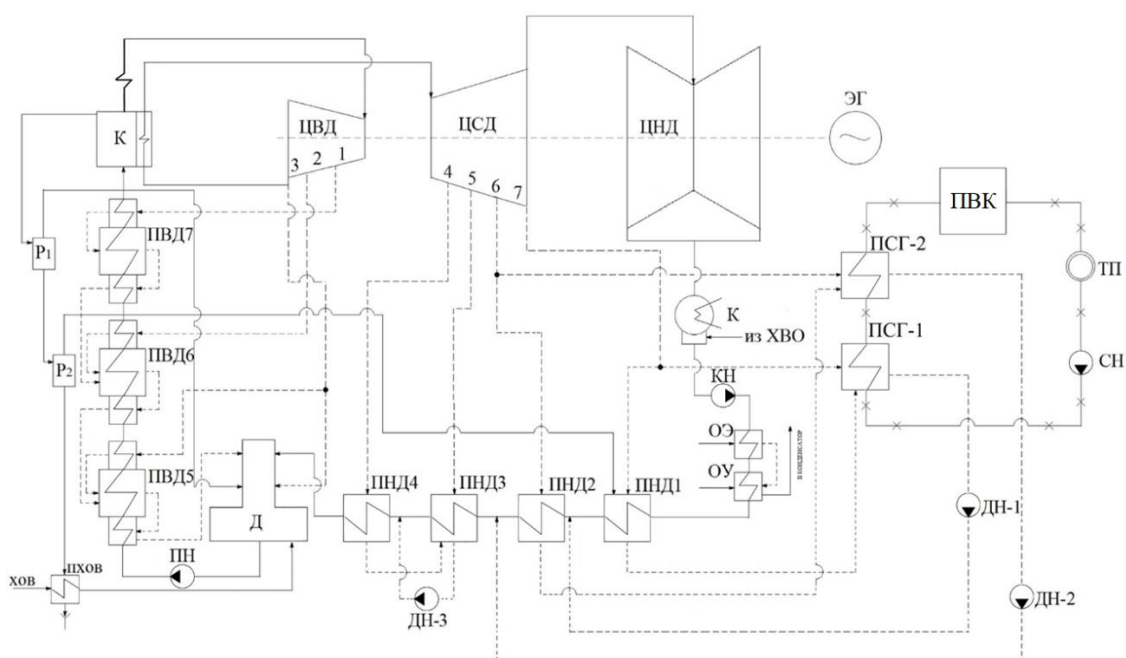 ЭГ
ЦВД
ЦСД
ЦНД
К
3
2
1
4
5
6
7
ПВК
ПВД7
ПСГ-2
Р1
ТП
К
из ХВО
ПСГ-1
ПВД6
Р2
КН
СН
ОЭ
ПВД5
ПНД4
ПНД3
ПНД2
ПНД1
ОУ
В КОНДЕНСАТОР
Д
ДН-1
ПН
хов
пхов
ДН-3
ДН-2